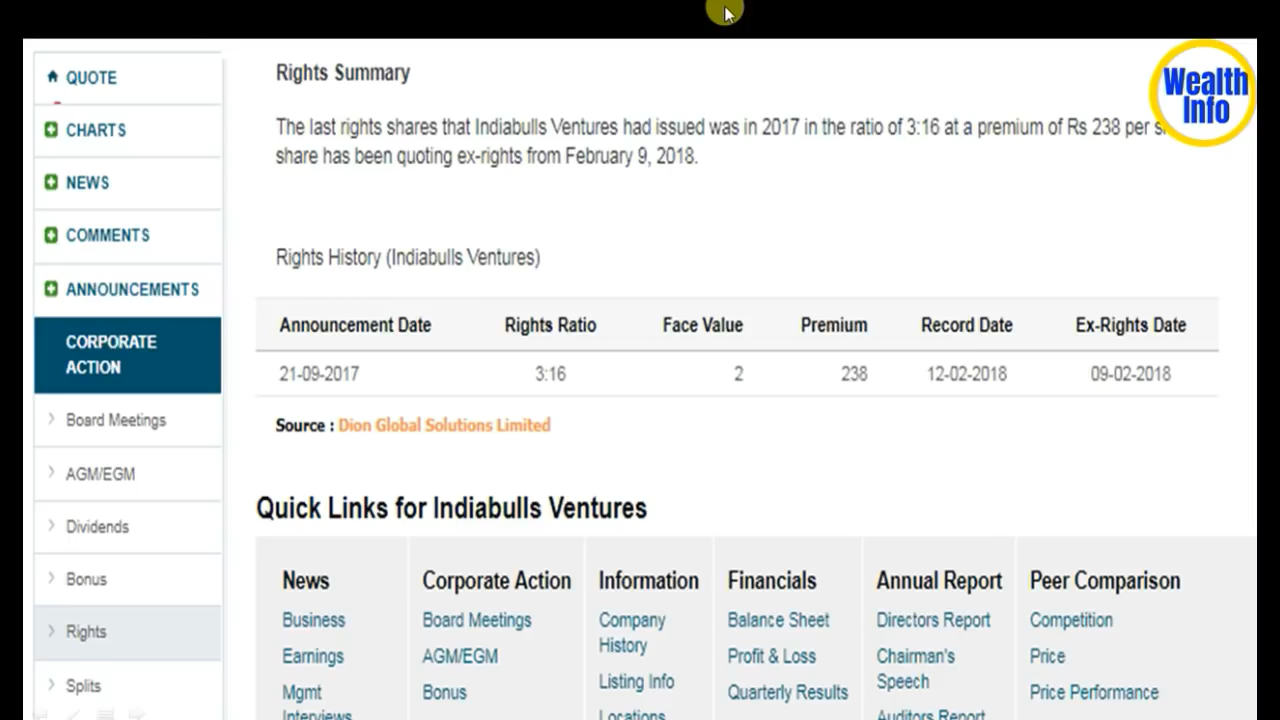 QUOTE
CHARTS
NEWS
COMMENTS
ANNOUNCEMENTS
CORPORATE
ACTION
Board Meetings
AGM/EGM
Dividends
Bonus
Rights
Splits
Rights Summary
The last rights shares that Indiabulls Ventures had issued was in 2017 in the ratio of 3:16 at a premium of Rs 238 per
share has been quoting ex-rights from February 9, 2018.
Wealth
Info
Rights History (Indiabulls Ventures)
Announcement Date Rights Ratio Face Value Premium Record Date Ex-Rights Date
21-09-2017 3:16 2 238 12-02-2018 09-02-2018
Source : Dion Global Solutions Limited
Quick Links for Indiabulls Ventures
News Corporate Action Information Financials Annual Report Peer Comparison
Business Board Meetings Company Balance Sheet Directors Report Competition
History
Earnings AGM/EGM Profit & Loss Chairman's Price
Speech
Mgmt Bonus Listing Info Quarterly Results Price Performance
Interviews Locations Auditors Report